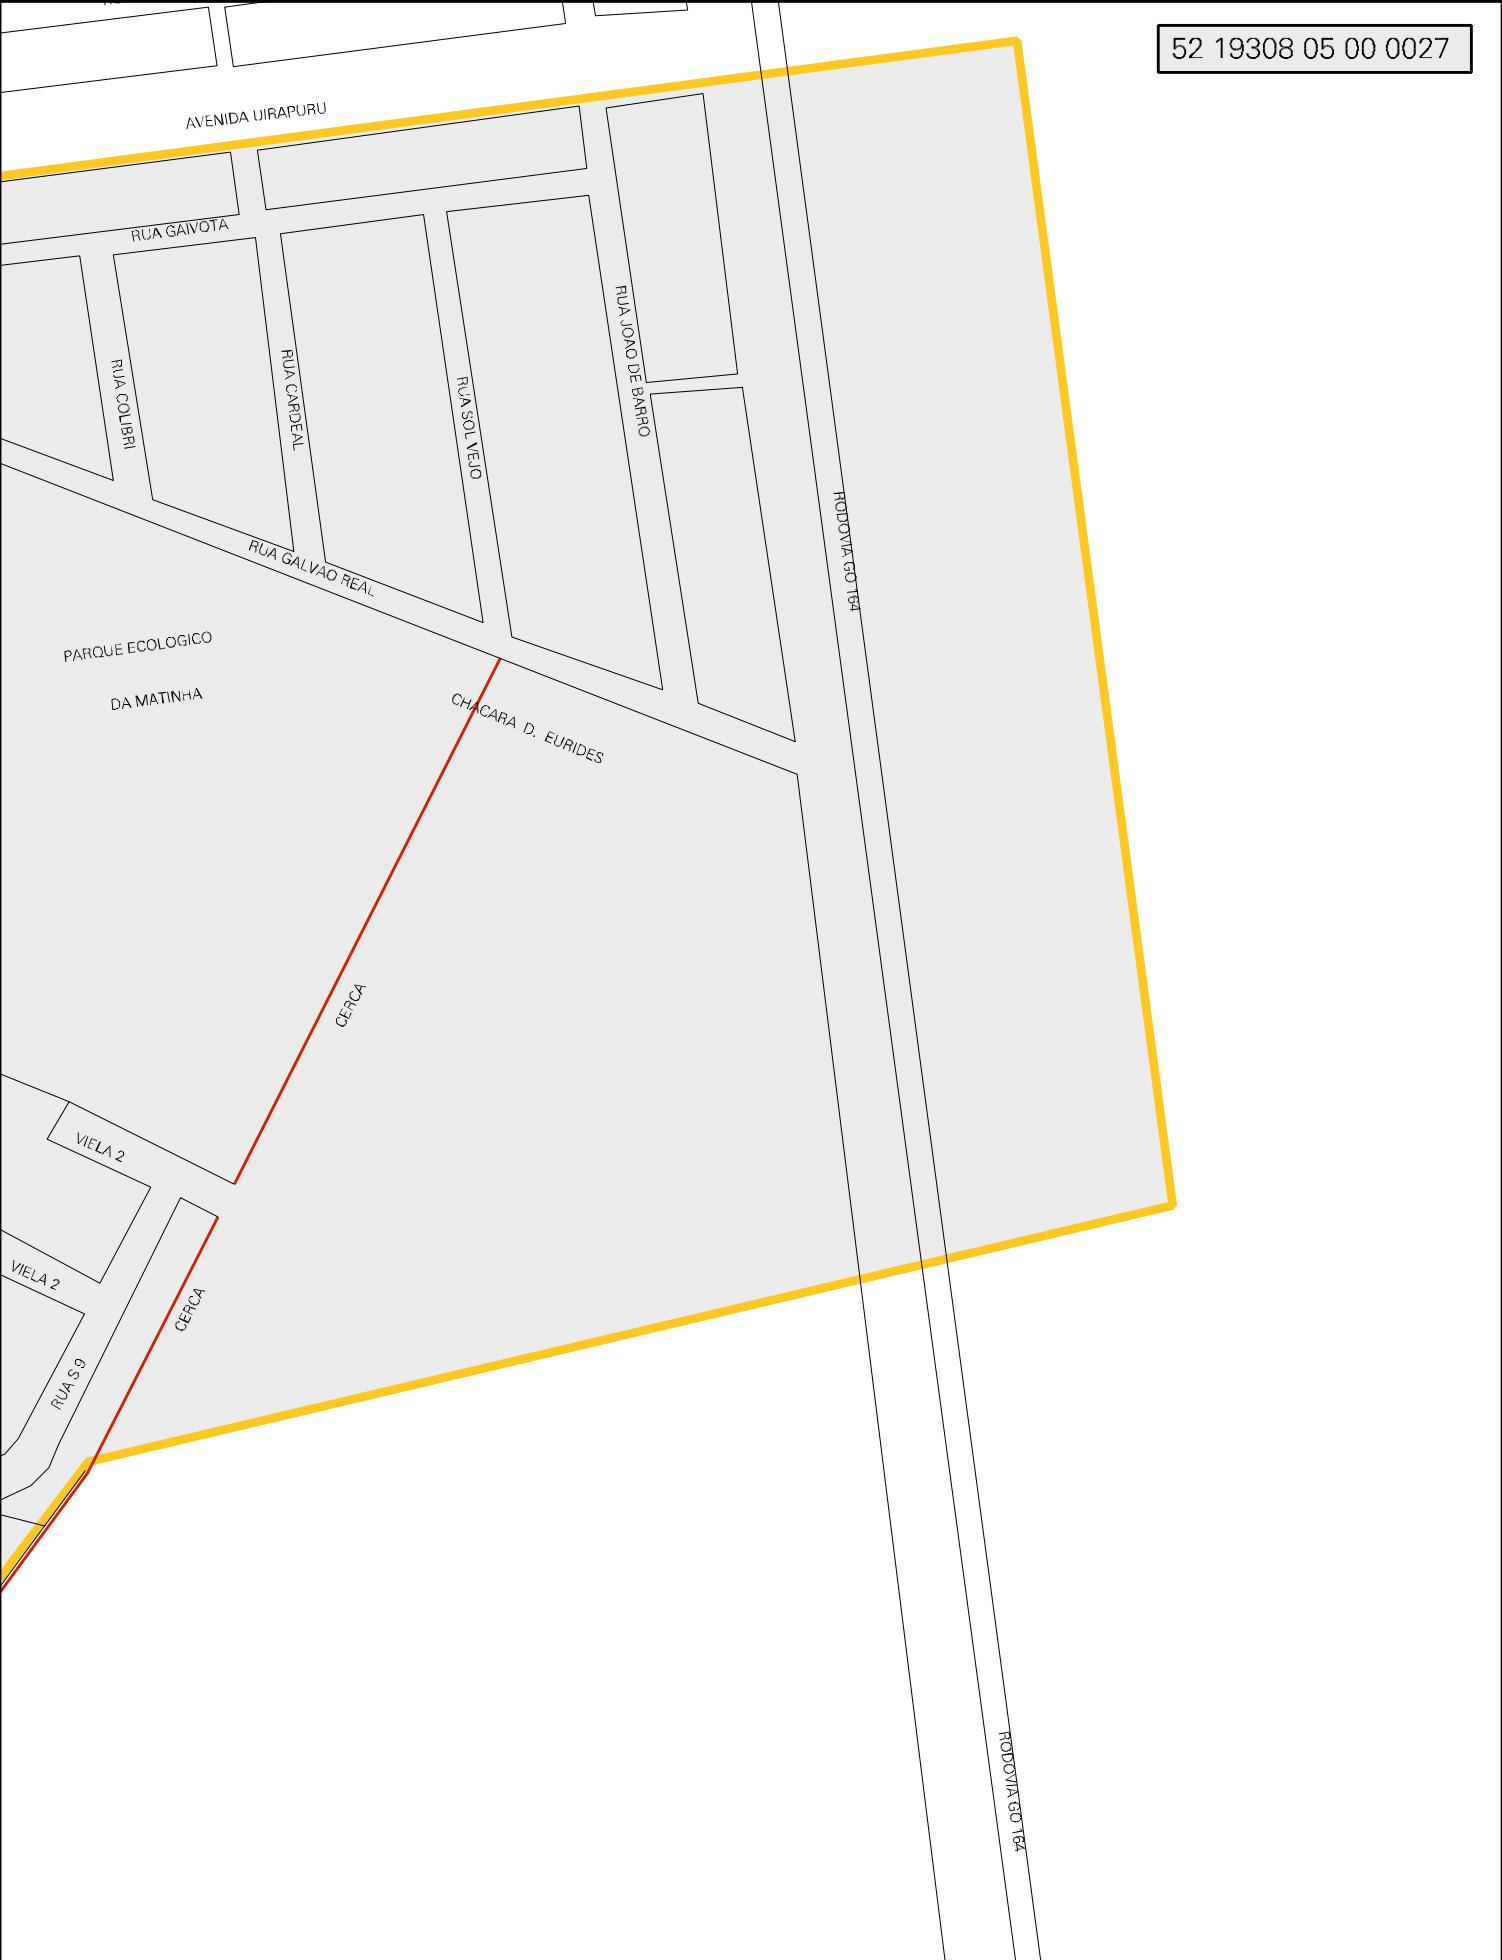 52 19308 05 00 0027
AVENIDA UIRAPURU
RUA GAIVOTA
RUA COLIBRI
RUA CARDEAL
RUA SOL VEJO
RUA JOAO DE BARRO
RODOVIA GO 164
RUA GALVAO REAL
PARQUE ECOLOGICO
DA MATINHA
CHACARA D. EURIDES
CERCA
VIELA 2
VIELA 2
CERCA
RUA S 9
RODOVIA GO 164